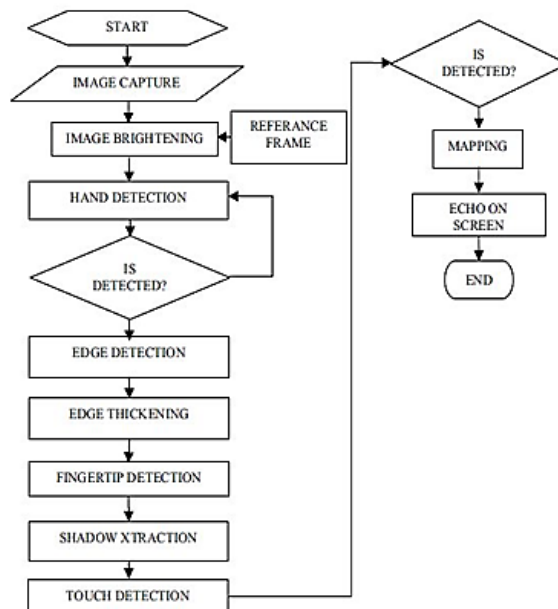 START
IMAGE CAPTURE
IMAGE BRIGHTENING
REFERANCE
FRAME
HAND DETECTION
IS
DETECTED?
EDGE DETECTION
EDGE THICKENING
FINGERTIP DETECTION
SHADOW XTRACTION
TOUCH DETECTION
IS
DETECTED?
MAPPING
ECHO ON
SCREEN
END